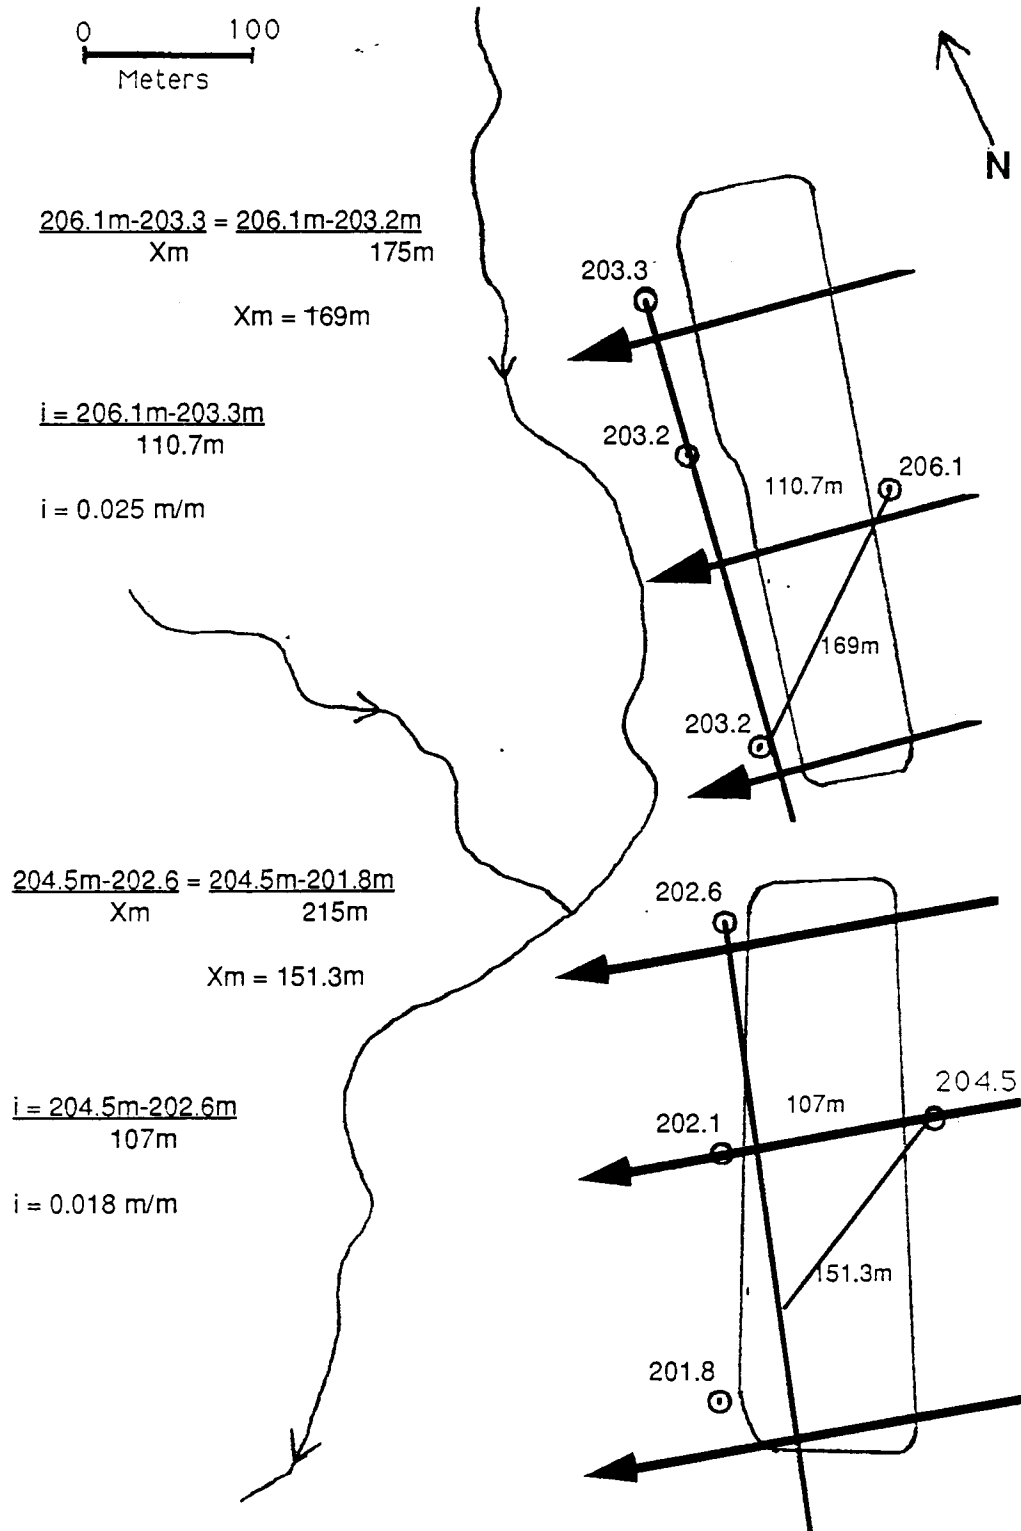 0 100
Meters
N
206.1m-203.3 = 206.1m-203.2m
Xm 175m
Xm = 169m
i = 206.1m-203.3m
110.7m
i = 0.025 m/m
203.3
203.2
110.7m
206.1
169m
203.2
204.5m-202.6 = 204.5m-201.8m
Xm 215m
Xm = 151.3m
i = 204.5m-202.6m
107m
i = 0.018 m/m
202.6
107m
204.5
202.1
151.3m
201.8